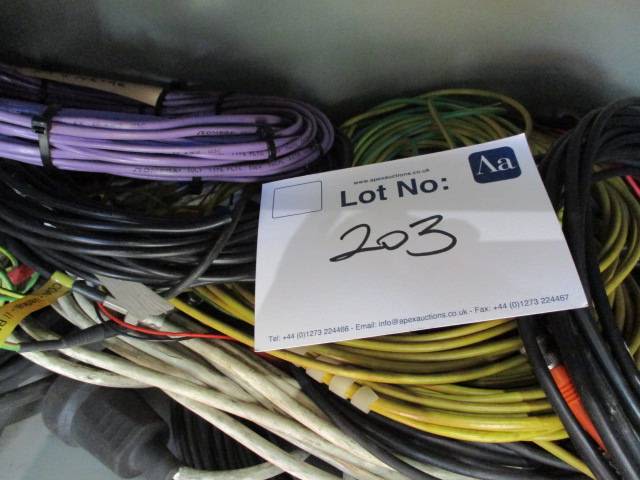 www.apexauctions.co.uk
Aa
Lot No:
203
Tel: +44 (0)1273 224466 - Email: info@apexauctions.co.uk - Fax: +44 (0)1273 224467